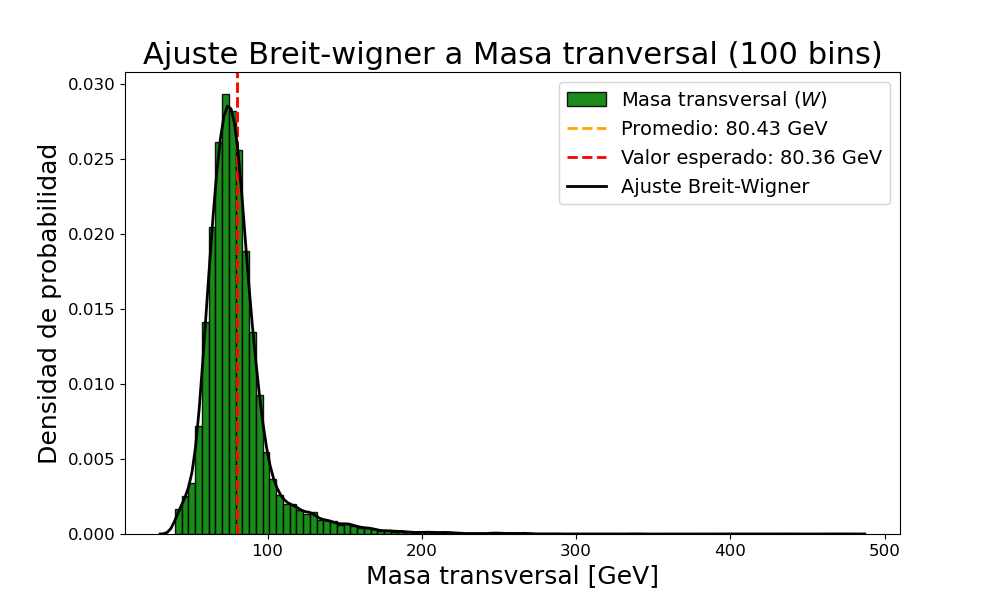 Ajuste Breit-wigner a Masa tranversal (100 bins)
0.030
0.025
0.020
0.015
0.010
0.005
0.000
Densidad de probabilidad
Masa transversal (W)
Promedio: 80.43 GeV
Valor esperado: 80.36 GeV
Ajuste Breit-Wigner
100 200 300 400 500
Masa transversal [GeV]